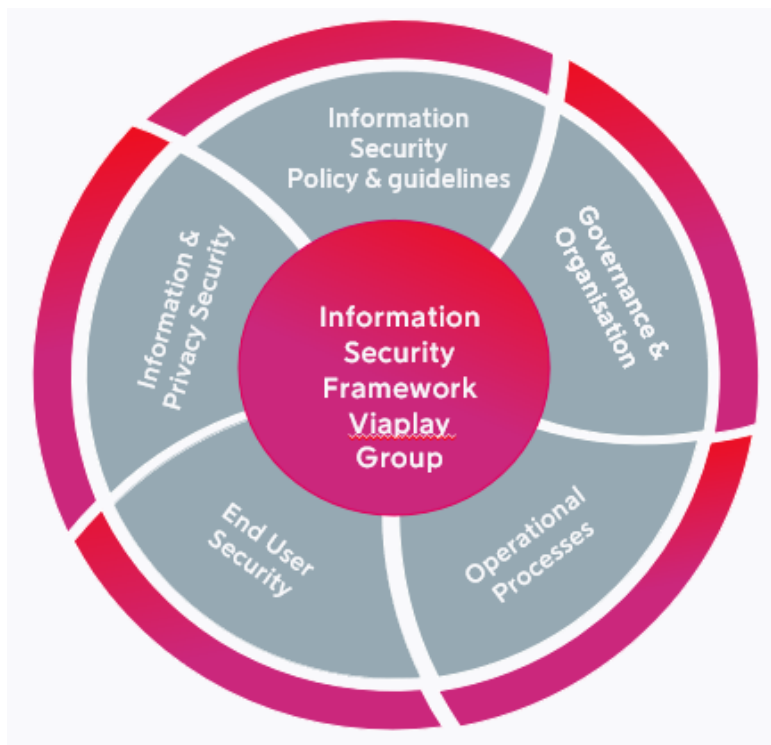 Information
Security
Policy & guidelines
Governance &
Organisation
Operational
Processes
End User
Security
Information &
Privacy Security
Information
Security
Framework
Viaplay
Group